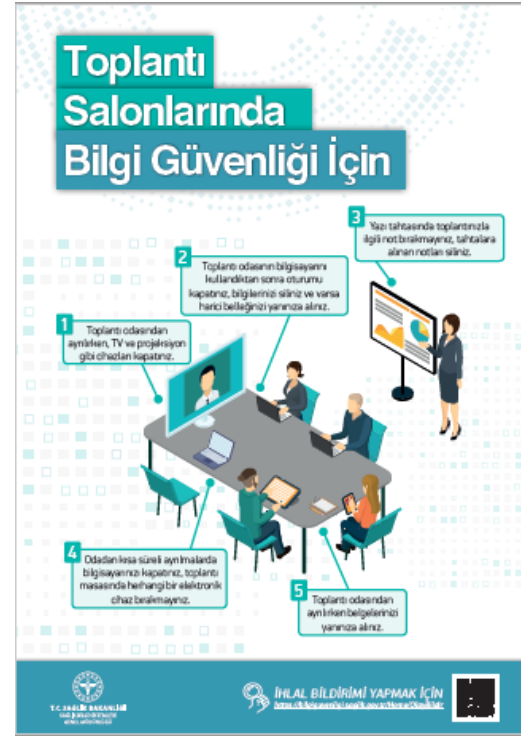 Toplantı
Salonlarında
Bilgi Güvenliği İçin
3
Yazı tahtasında toplantınızla
ilgili not bırakmayınız, tahtalara
alınan notları siliniz.
2
Toplantı odasının bilgisayarını
kullandıktan sonra oturumu
kapatınız, bilgilerinizi siliniz ve varsa
harici belleğinizi yanınıza alınız.
1
Toplantı odasından
ayrılırken, TV ve projeksiyon
gibi cihazları kapatınız.
4
Odadan kısa süreli ayrılmalarda
bilgisayarınızı kapatınız, toplantı
masasında herhangi bir elektronik
cihaz bırakmayınız.
5
Toplantı odasından
ayrılırken belgelerinizi
yanınıza alınız.
T.C. SAĞLIK BAKANLIĞI
İHLAL BİLDİRİMİ YAPMAK İÇİN